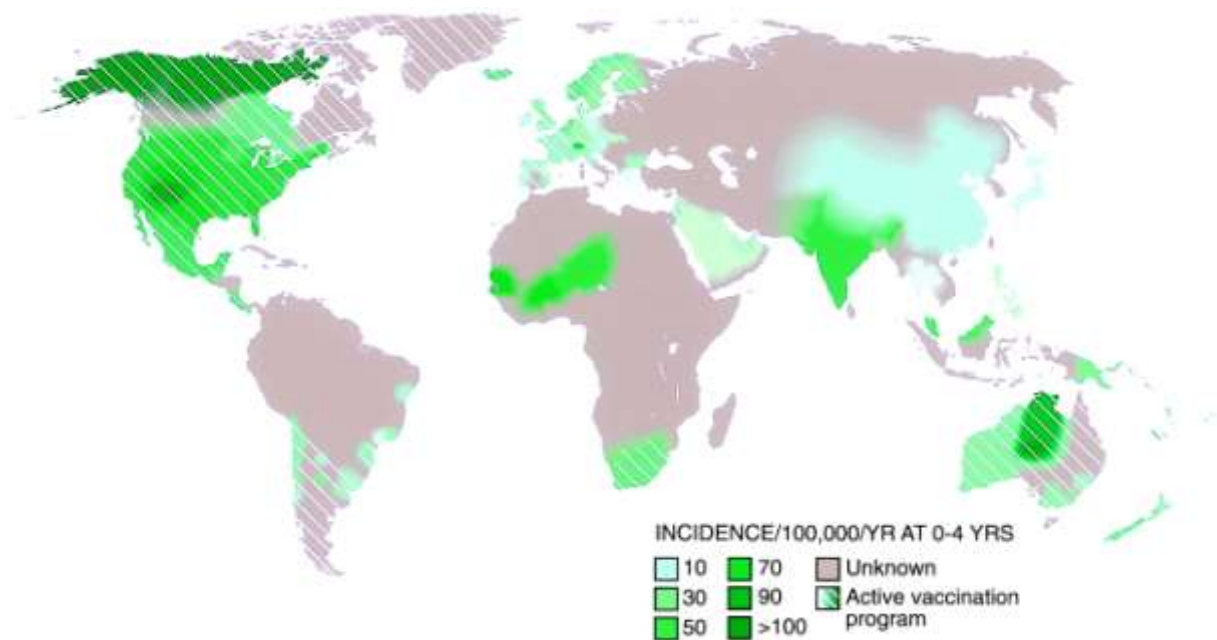 INCIDENCE/100,000/YR AT 0-4 YRS
10 70 Unknown
30 90 Active vaccination
50 >100 program